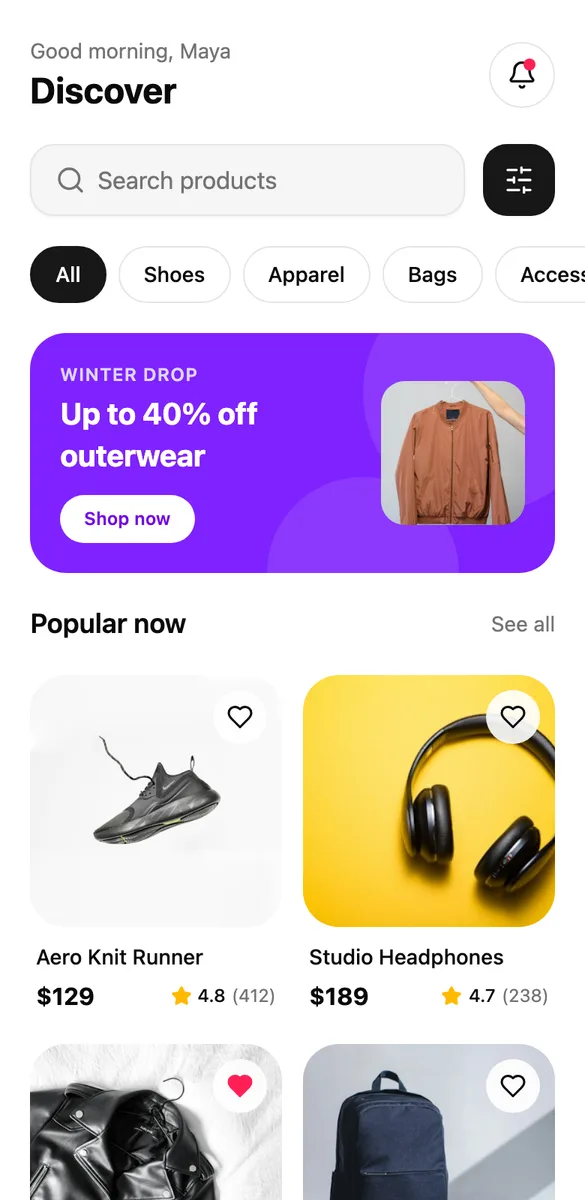 Good morning, Maya
Discover
Search products
All
Shoes
Apparel
Bags
Access
WINTER DROP
Up to 40% off
outerwear
Shop now
Popular now
See all
Aero Knit Runner
$129
4.8 (412)
Studio Headphones
$189
4.7 (238)